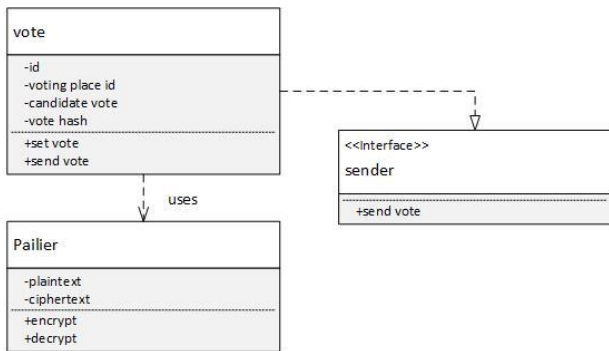 vote
-id
-voting place id
-candidate vote
-vote hash
+set vote
+send vote
<<Interface>>
sender
+send vote
uses
Pailier
-plaintext
-ciphertext
+encrypt
+decrypt